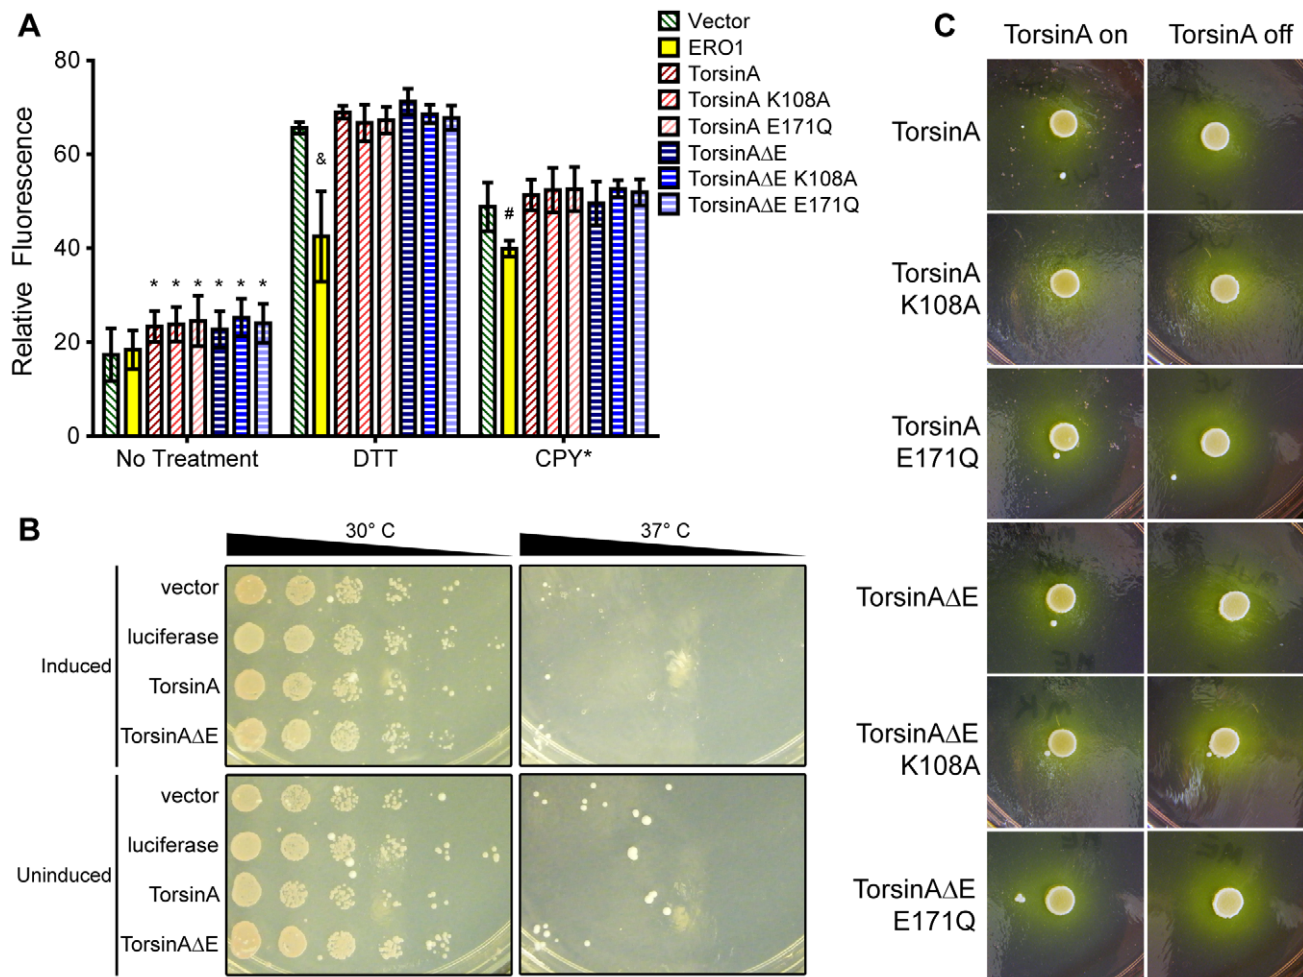 A
80
60
40
20
0
Relative Fluorescence
&
#
* * * * * *
No Treatment
DTT
CPY*
Vector
ERO1
TorsinA
TorsinA K108A
TorsinA E171Q
TorsinAΔE
TorsinAΔE K108A
TorsinAΔE E171Q
B
30° C
37° C
Induced
vector
luciferase
TorsinA
TorsinAΔE
Uninduced
vector
luciferase
TorsinA
TorsinAΔE
C
TorsinA on
TorsinA off
TorsinA
TorsinA
K108A
TorsinA
E171Q
TorsinAΔE
TorsinAΔE
K108A
TorsinAΔE
E171Q